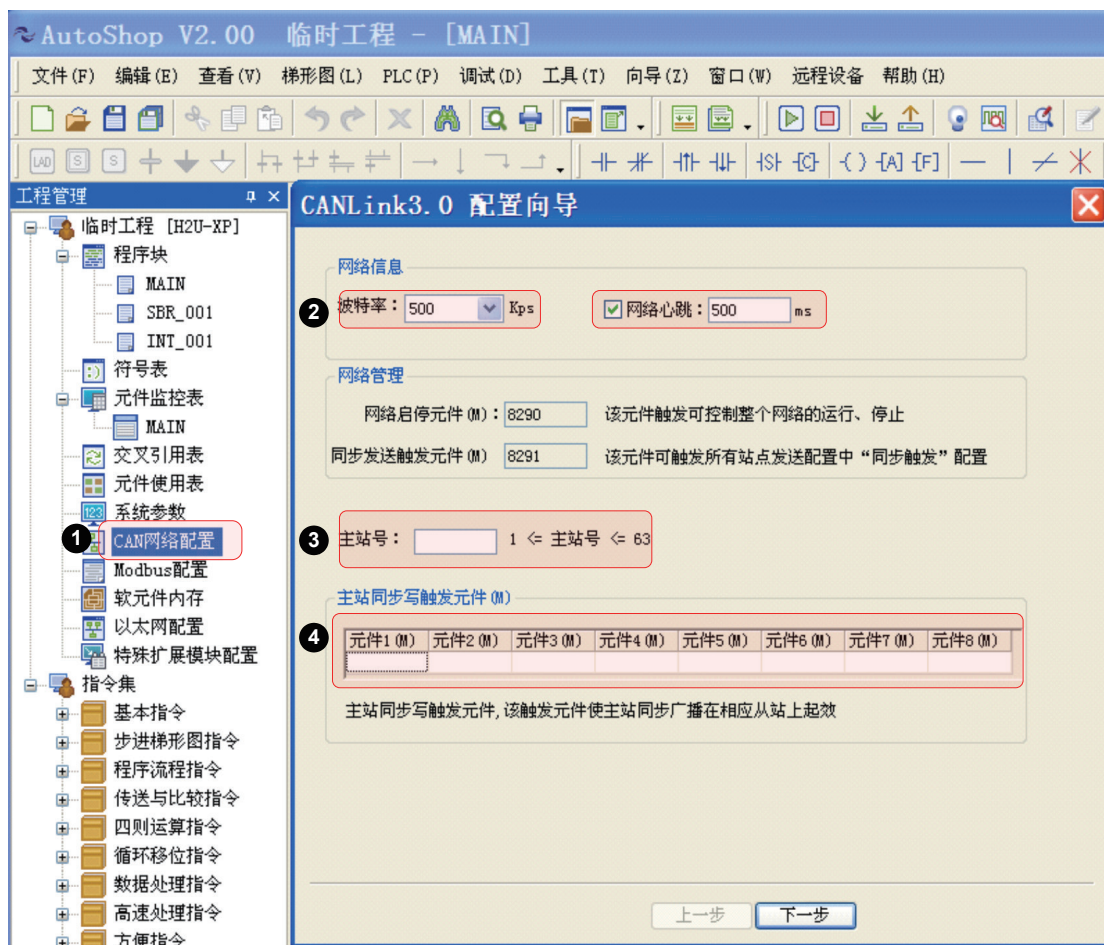 AutoShop V2.00 临时工程 - [MAIN]
文件(F) 编辑(E) 查看(V) 梯形图(L) PLC(P) 调试(D) 工具(T) 向导(Z) 窗口(W) 远程设备 帮助(H)
LAD S S S C ( ) A F
工程管理
临时工程 [H2U-XP]
程序块
MAIN
SBR_001
INT_001
符号表
元件监控表
MAIN
交叉引用表
元件使用表
123 系统参数
1 CAN网络配置
Modbus配置
软元件内存
以太网配置
特殊扩展模块配置
指令集
基本指令
步进梯形图指令
程序流程指令
传送与比较指令
四则运算指令
循环移位指令
数据处理指令
高速处理指令
方便指令
CANLink3.0 配置向导
网络信息
2 波特率: 500 Kps 网络心跳: 500 ms
网络管理
网络启停元件(M): 8290 该元件触发可控制整个网络的运行、停止
同步发送触发元件(M) 8291 该元件可触发所有站点发送配置中“同步触发”配置
3 主站号: 1 <= 主站号 <= 63
主站同步写触发元件(M)
4 元件1(M) 元件2(M) 元件3(M) 元件4(M) 元件5(M) 元件6(M) 元件7(M) 元件8(M)
主站同步写触发元件,该触发元件使主站同步广播在相应从站上起效
上一步 下一步